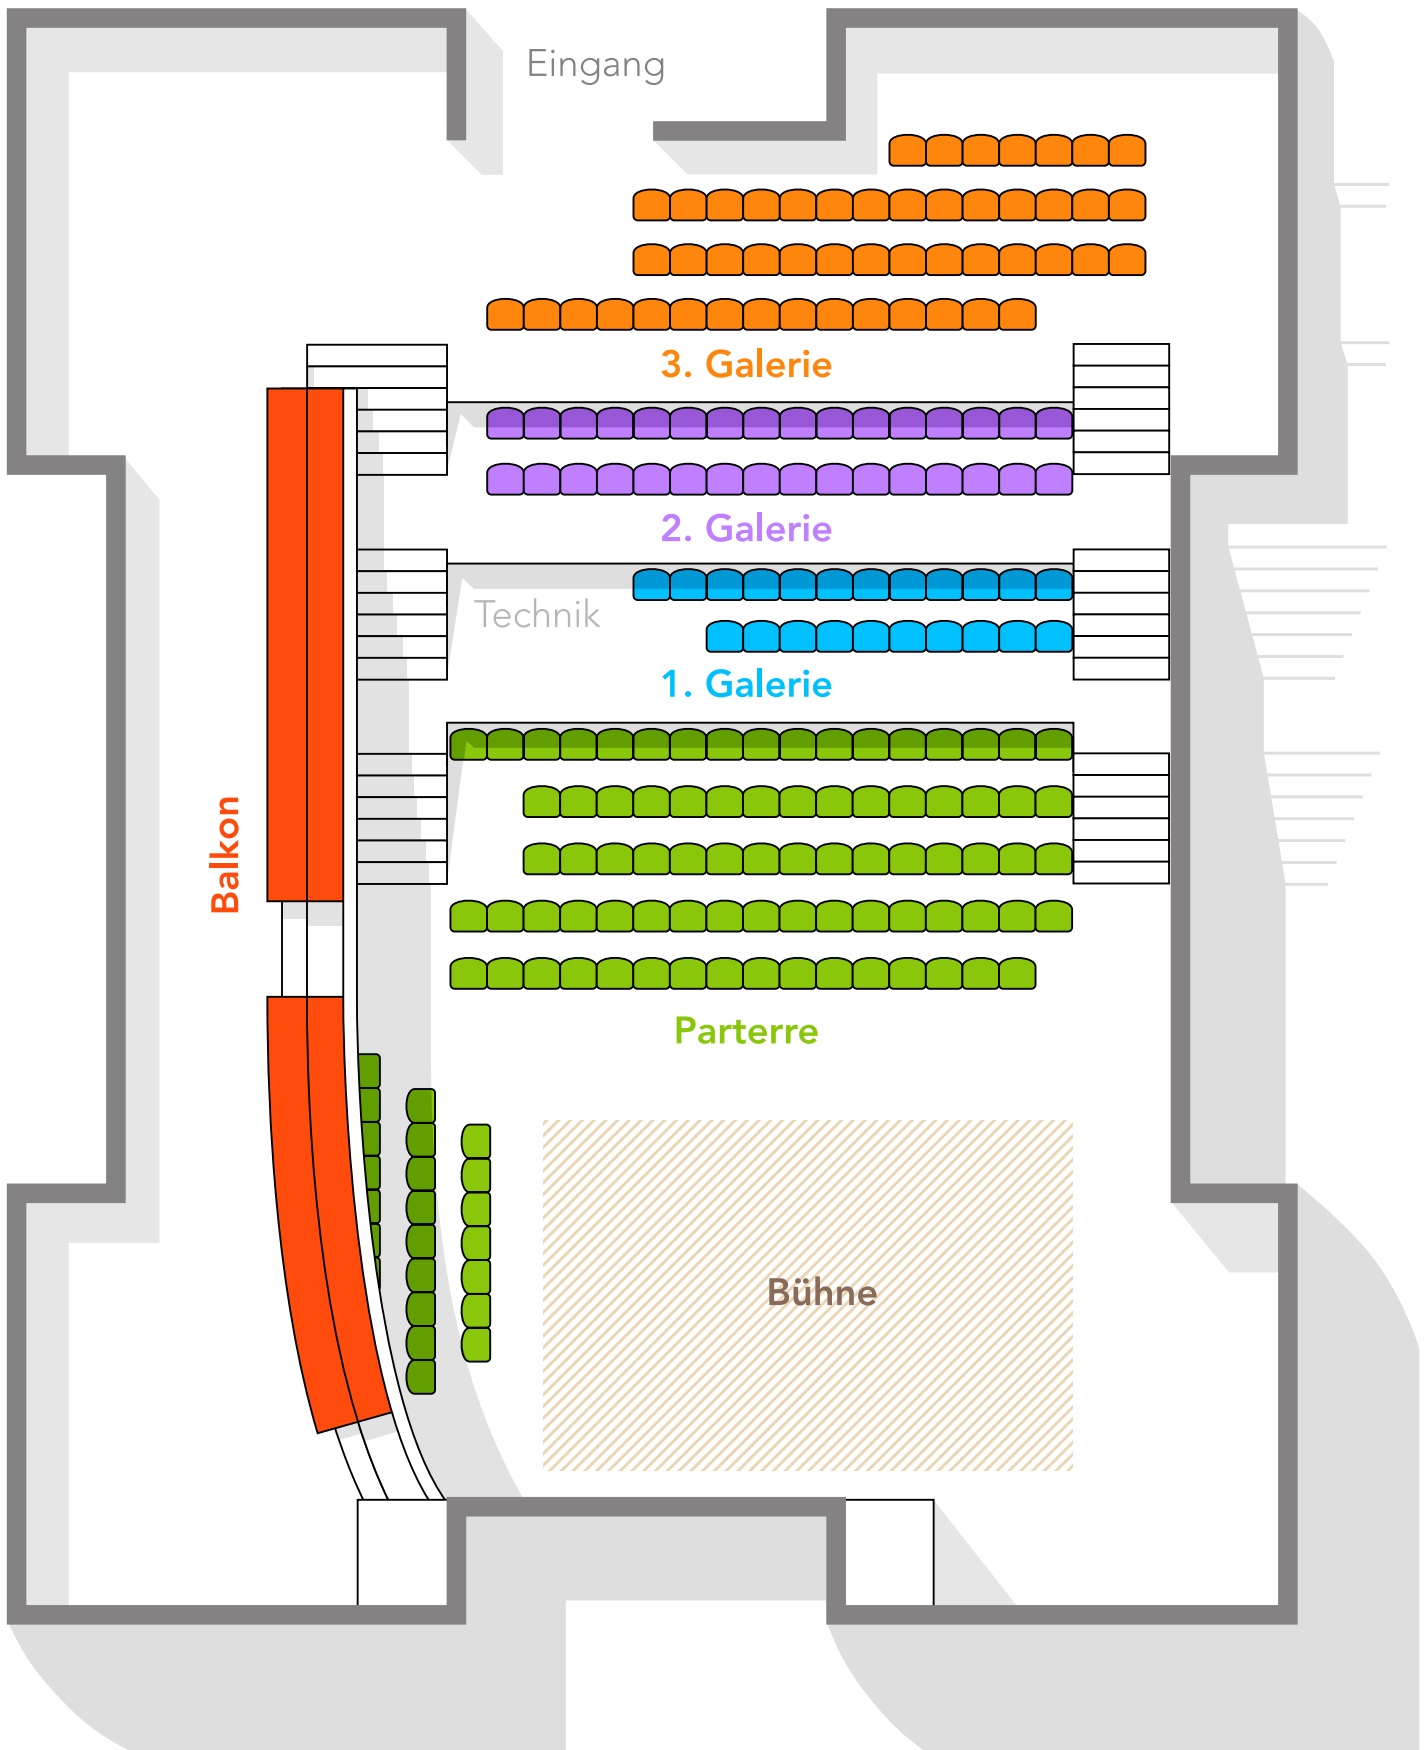 Eingang
3. Galerie
2. Galerie
Technik
1. Galerie
Balkon
Parterre
Bühne